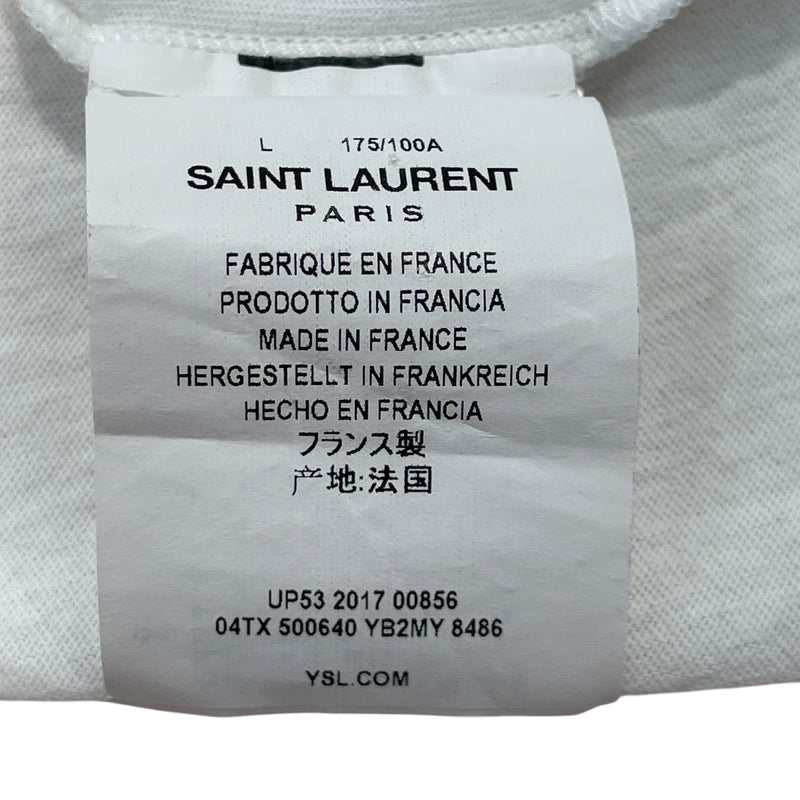 L 175/100A
SAINT LAURENT
PARIS
FABRIQUE EN FRANCE
PRODOTTO IN FRANCIA
MADE IN FRANCE
HERGESTELLT IN FRANKREICH
HECHO EN FRANCIA
フランス製
产地:法国
UP53 2017 00856
04TX 500640 YB2MY 8486
YSL.COM